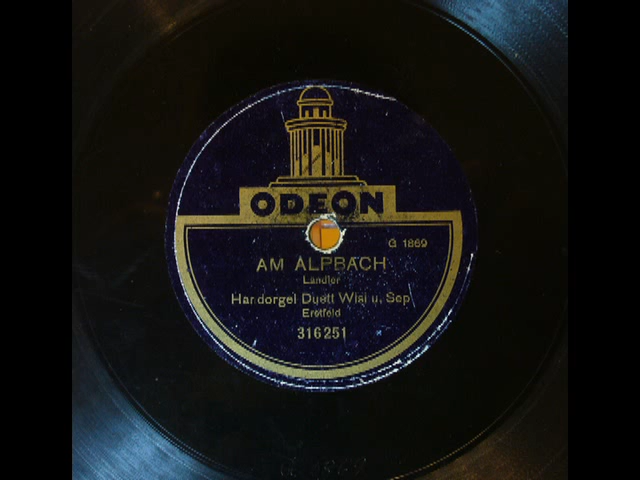 ODEON
G 1869
AM ALPBACH
Ländler
Handorgel Duett Wisi u. Sep
Erstfeld
316251